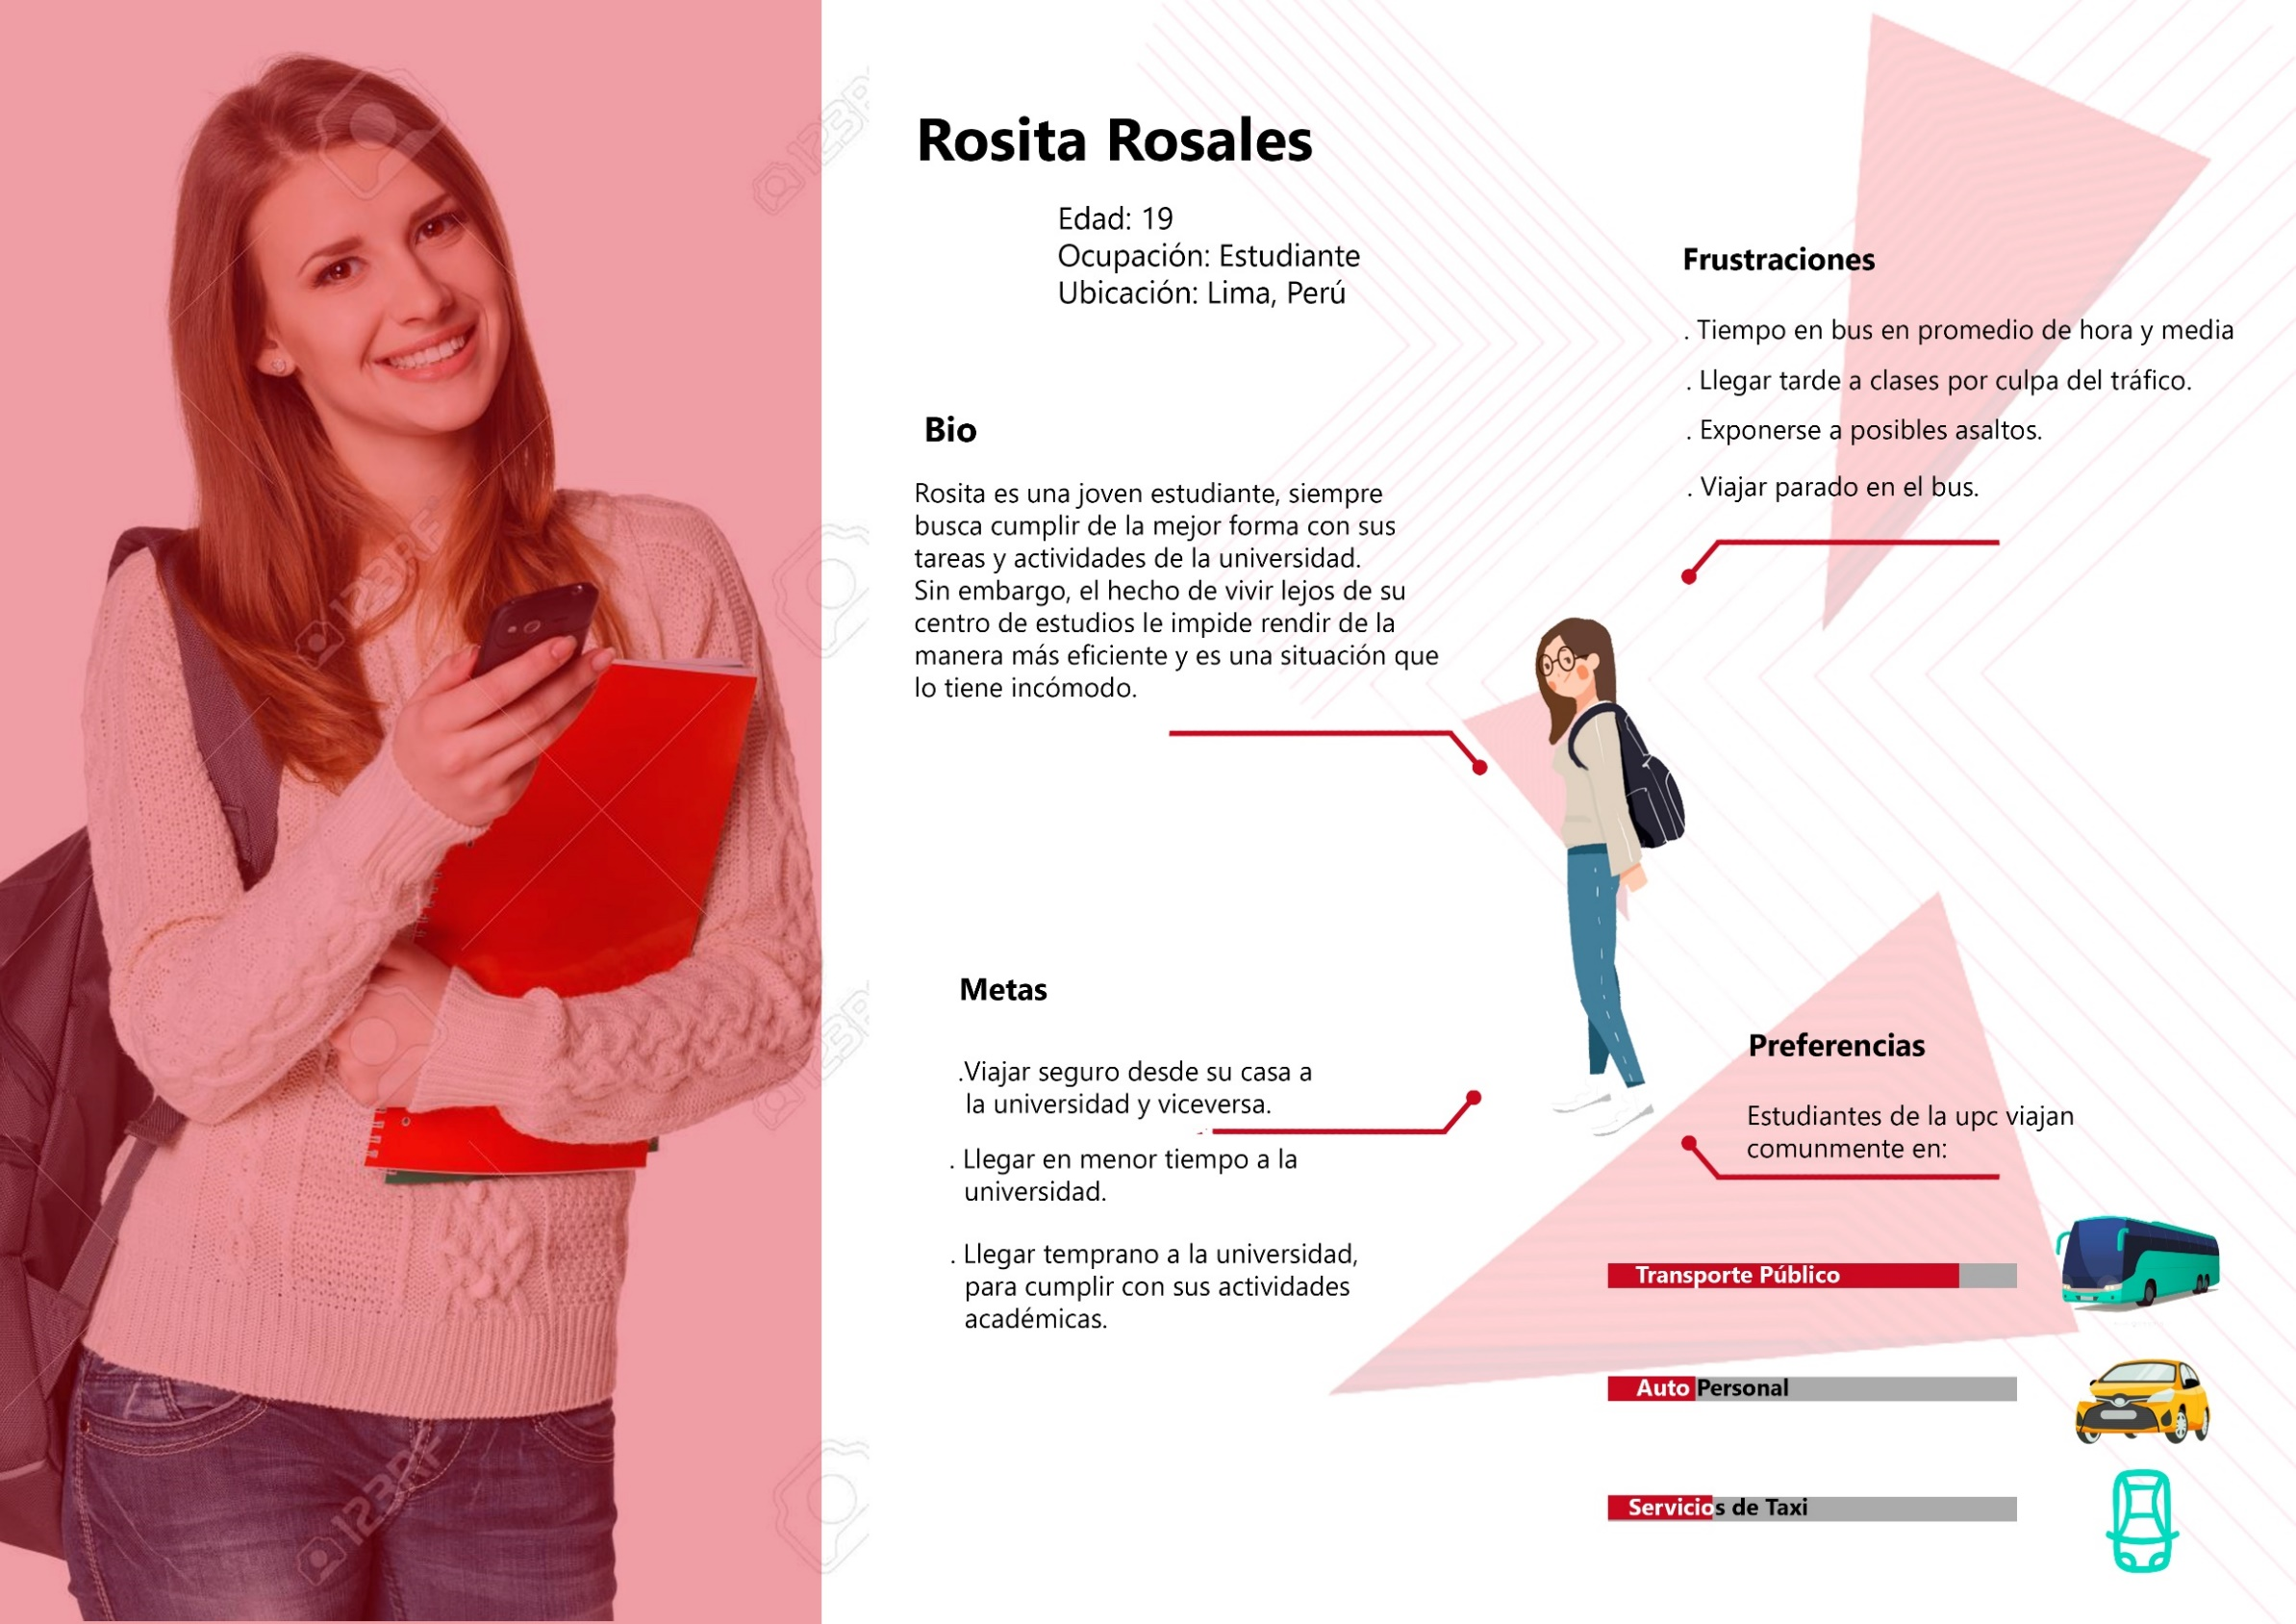 Rosita Rosales
Edad: 19
Ocupación: Estudiante
Ubicación: Lima, Perú
Bio
Rosita es una joven estudiante, siempre
busca cumplir de la mejor forma con sus
tareas y actividades de la universidad.
Sin embargo, el hecho de vivir lejos de su
centro de estudios le impide rendir de la
manera más eficiente y es una situación que
lo tiene incómodo.
Metas
.Viajar seguro desde su casa a
la universidad y viceversa.
. Llegar en menor tiempo a la
universidad.
. Llegar temprano a la universidad,
para cumplir con sus actividades
académicas.
Frustraciones
. Tiempo en bus en promedio de hora y media
. Llegar tarde a clases por culpa del tráfico.
. Exponerse a posibles asaltos.
. Viajar parado en el bus.
Preferencias
Estudiantes de la upc viajan
comunmente en:
Transporte Público
Auto Personal
Servicios de Taxi
123RF
123RF
123RF
123RF